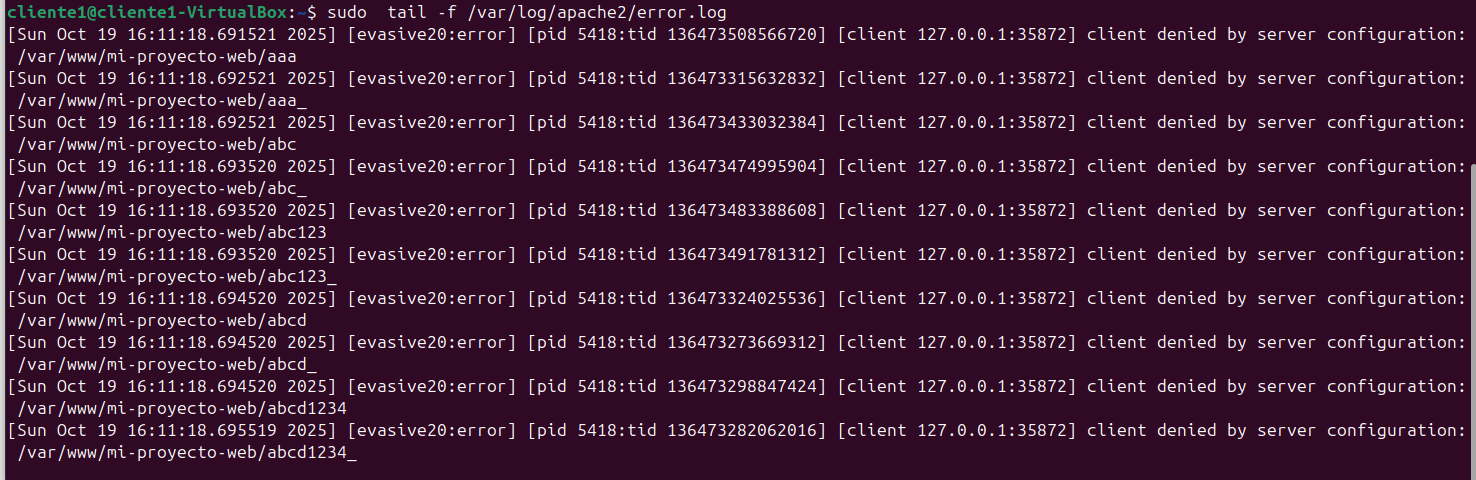 cliente1@cliente1-VirtualBox:~$ sudo  tail -f /var/log/apache2/error.log
[Sun Oct 19 16:11:18.691521 2025] [evasive20:error] [pid 5418:tid 136473508566720] [client 127.0.0.1:35872] client denied by server configuration:
 /var/www/mi-proyecto-web/aaa
[Sun Oct 19 16:11:18.692521 2025] [evasive20:error] [pid 5418:tid 136473315632832] [client 127.0.0.1:35872] client denied by server configuration:
 /var/www/mi-proyecto-web/aaa_
[Sun Oct 19 16:11:18.692521 2025] [evasive20:error] [pid 5418:tid 136473433032384] [client 127.0.0.1:35872] client denied by server configuration:
 /var/www/mi-proyecto-web/abc
[Sun Oct 19 16:11:18.693520 2025] [evasive20:error] [pid 5418:tid 136473474995904] [client 127.0.0.1:35872] client denied by server configuration:
 /var/www/mi-proyecto-web/abc_
[Sun Oct 19 16:11:18.693520 2025] [evasive20:error] [pid 5418:tid 136473483388608] [client 127.0.0.1:35872] client denied by server configuration:
 /var/www/mi-proyecto-web/abc123
[Sun Oct 19 16:11:18.693520 2025] [evasive20:error] [pid 5418:tid 136473491781312] [client 127.0.0.1:35872] client denied by server configuration:
 /var/www/mi-proyecto-web/abc123_
[Sun Oct 19 16:11:18.694520 2025] [evasive20:error] [pid 5418:tid 136473324025536] [client 127.0.0.1:35872] client denied by server configuration:
 /var/www/mi-proyecto-web/abcd
[Sun Oct 19 16:11:18.694520 2025] [evasive20:error] [pid 5418:tid 136473273669312] [client 127.0.0.1:35872] client denied by server configuration:
 /var/www/mi-proyecto-web/abcd_
[Sun Oct 19 16:11:18.694520 2025] [evasive20:error] [pid 5418:tid 136473298847424] [client 127.0.0.1:35872] client denied by server configuration:
 /var/www/mi-proyecto-web/abcd1234
[Sun Oct 19 16:11:18.695519 2025] [evasive20:error] [pid 5418:tid 136473282062016] [client 127.0.0.1:35872] client denied by server configuration:
 /var/www/mi-proyecto-web/abcd1234_